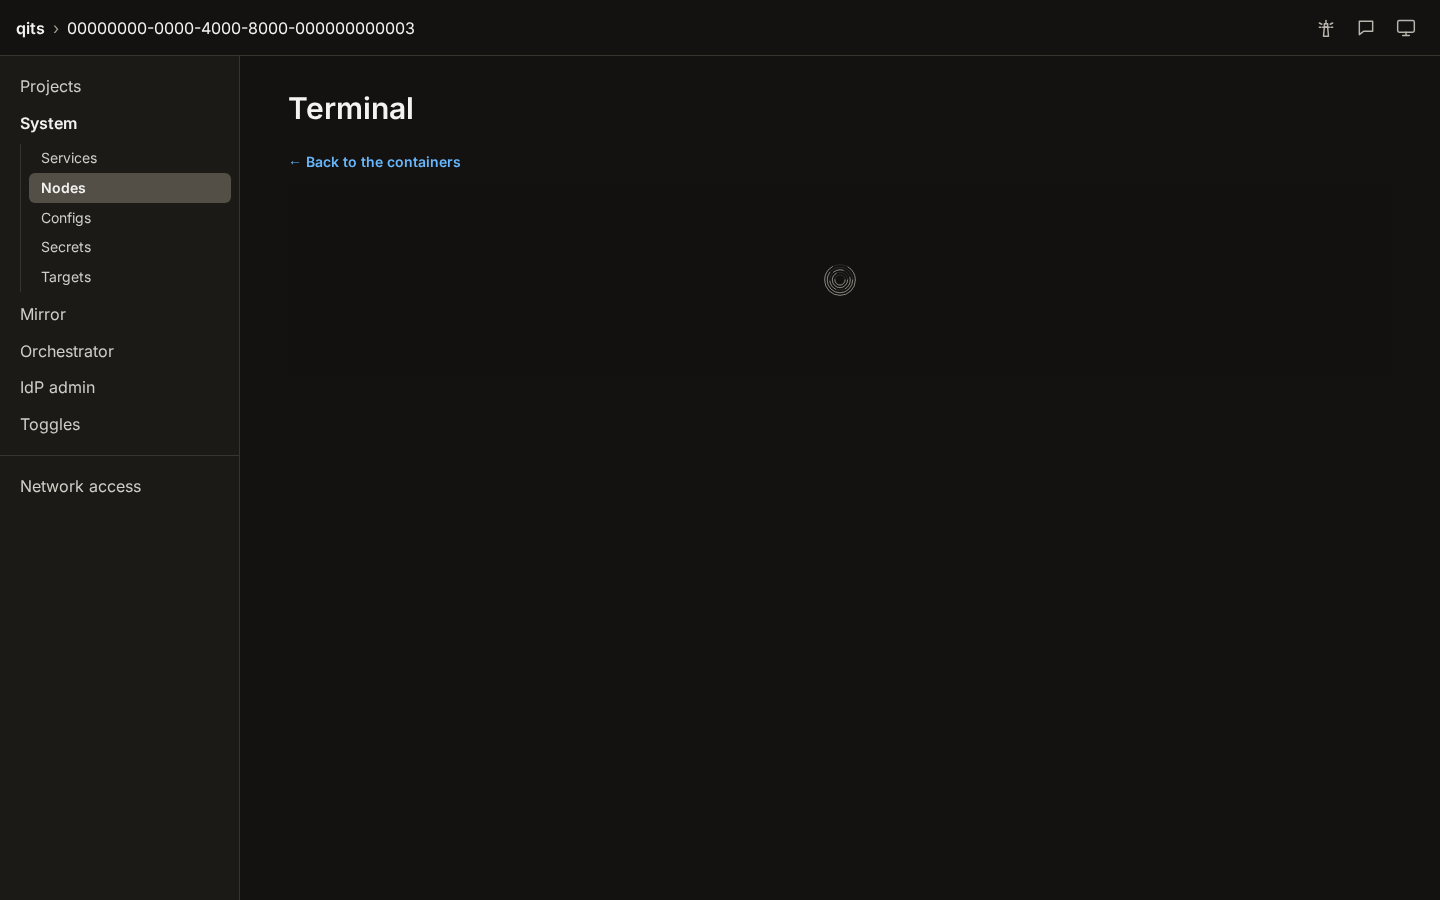 qits › 00000000-0000-4000-8000-000000000003
Projects
System
Services
Nodes
Configs
Secrets
Targets
Mirror
Orchestrator
IdP admin
Toggles
Network access
Terminal
← Back to the containers